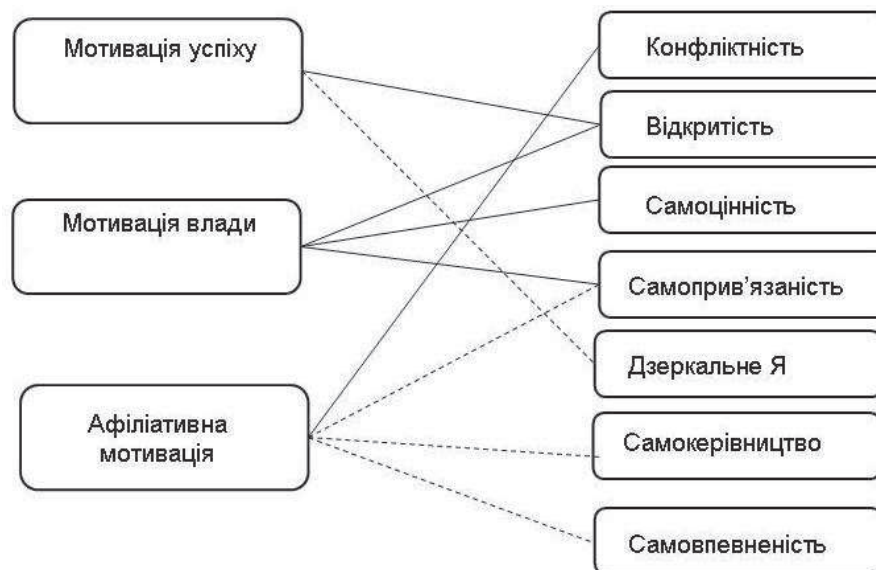 Мотивація успіху
Мотивація влади
Афіліативна
мотивація
Конфліктність
Відкритість
Самоцінність
Самоприв’язаність
Дзеркальне Я
Самокерівництво
Самовпевненість